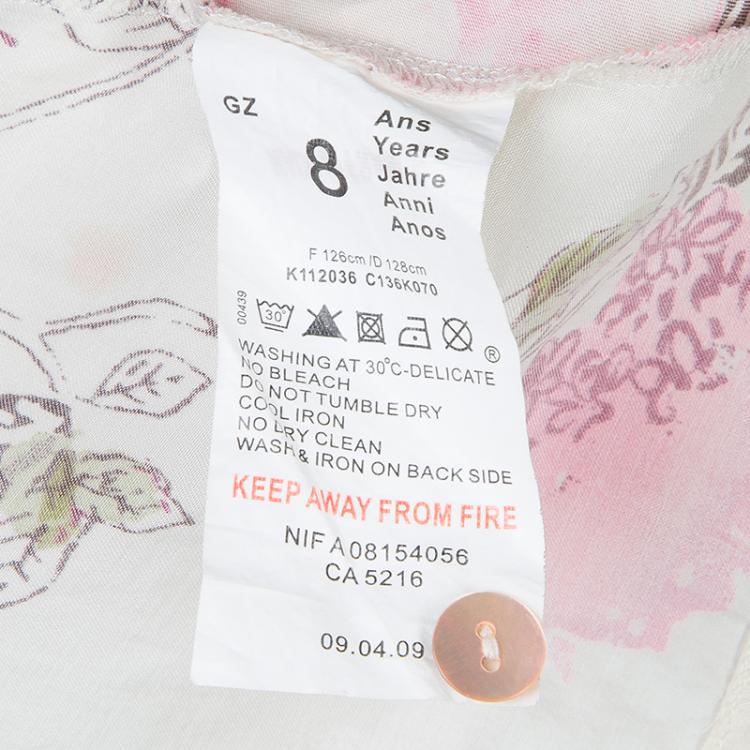 GZ
8
Ans
Years
Jahre
Anni
Anos
F 126cm/D 128cm
K112036 C136K070
00439
30°
®
WASHING AT 30°C-DELICATE
NO BLEACH
DO NOT TUMBLE DRY
COOL IRON
NO DRY CLEAN
WASH & IRON ON BACK SIDE
KEEP AWAY FROM FIRE
NIF A08154056
CA 5216
09.04.09